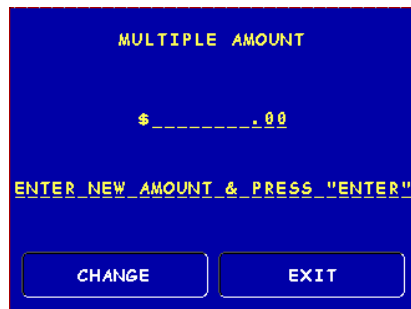 MULTIPLE AMOUNT
$________.00
ENTER NEW AMOUNT & PRESS "ENTER"
CHANGE
EXIT